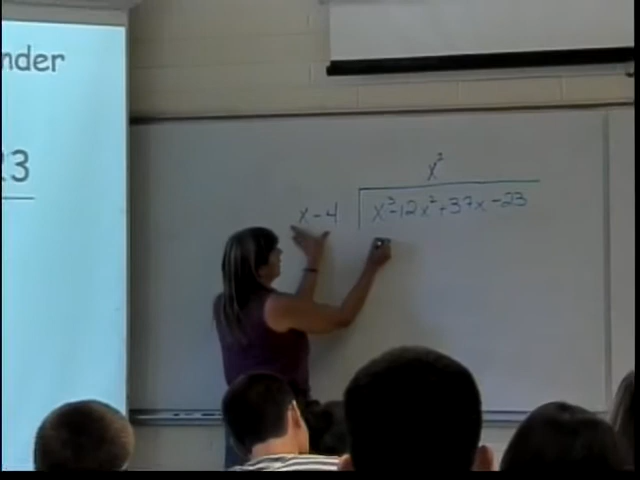 nder
23
x²
x - 4 x³-12x²+37x-23